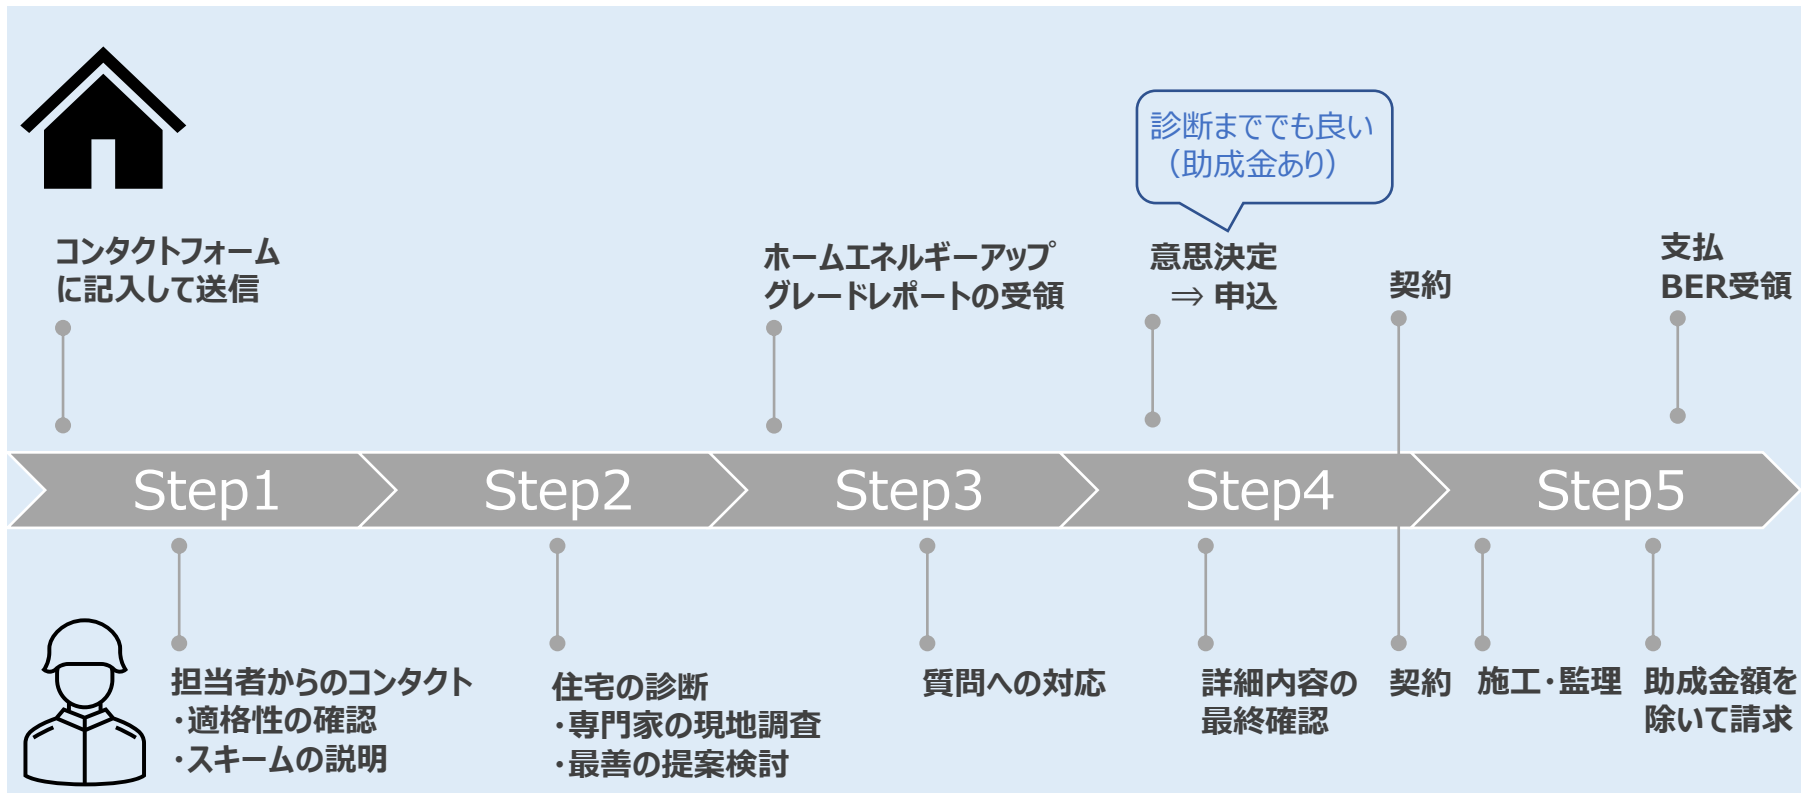 診断まででも良い
（助成金あり）
コンタクトフォーム
に記入して送信
ホームエネルギーアップ
グレードレポートの受領
意思決定
⇒ 申込
契約
支払
BER受領
Step1
Step2
Step3
Step4
Step5
担当者からのコンタクト
・適格性の確認
・スキームの説明
住宅の診断
・専門家の現地調査
・最善の提案検討
質問への対応
詳細内容の
最終確認
契約
施工・監理
助成金額を
除いて請求